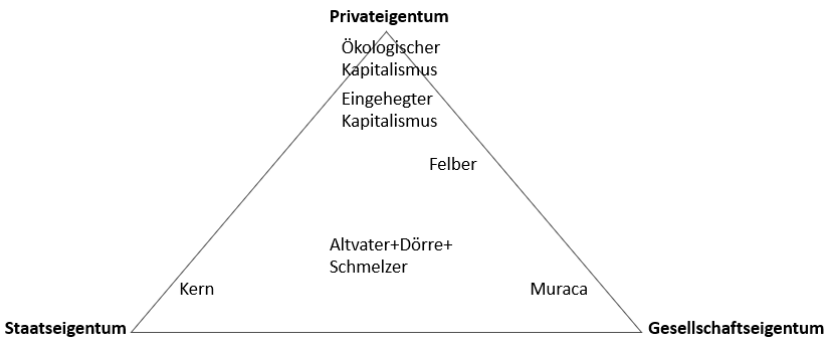 Privateigentum
Ökologischer
Kapitalismus
Eingehegter
Kapitalismus
Felber
Altvater+Dörre+
Schmelzer
Kern
Muraca
Staatseigentum
Gesellschaftseigentum